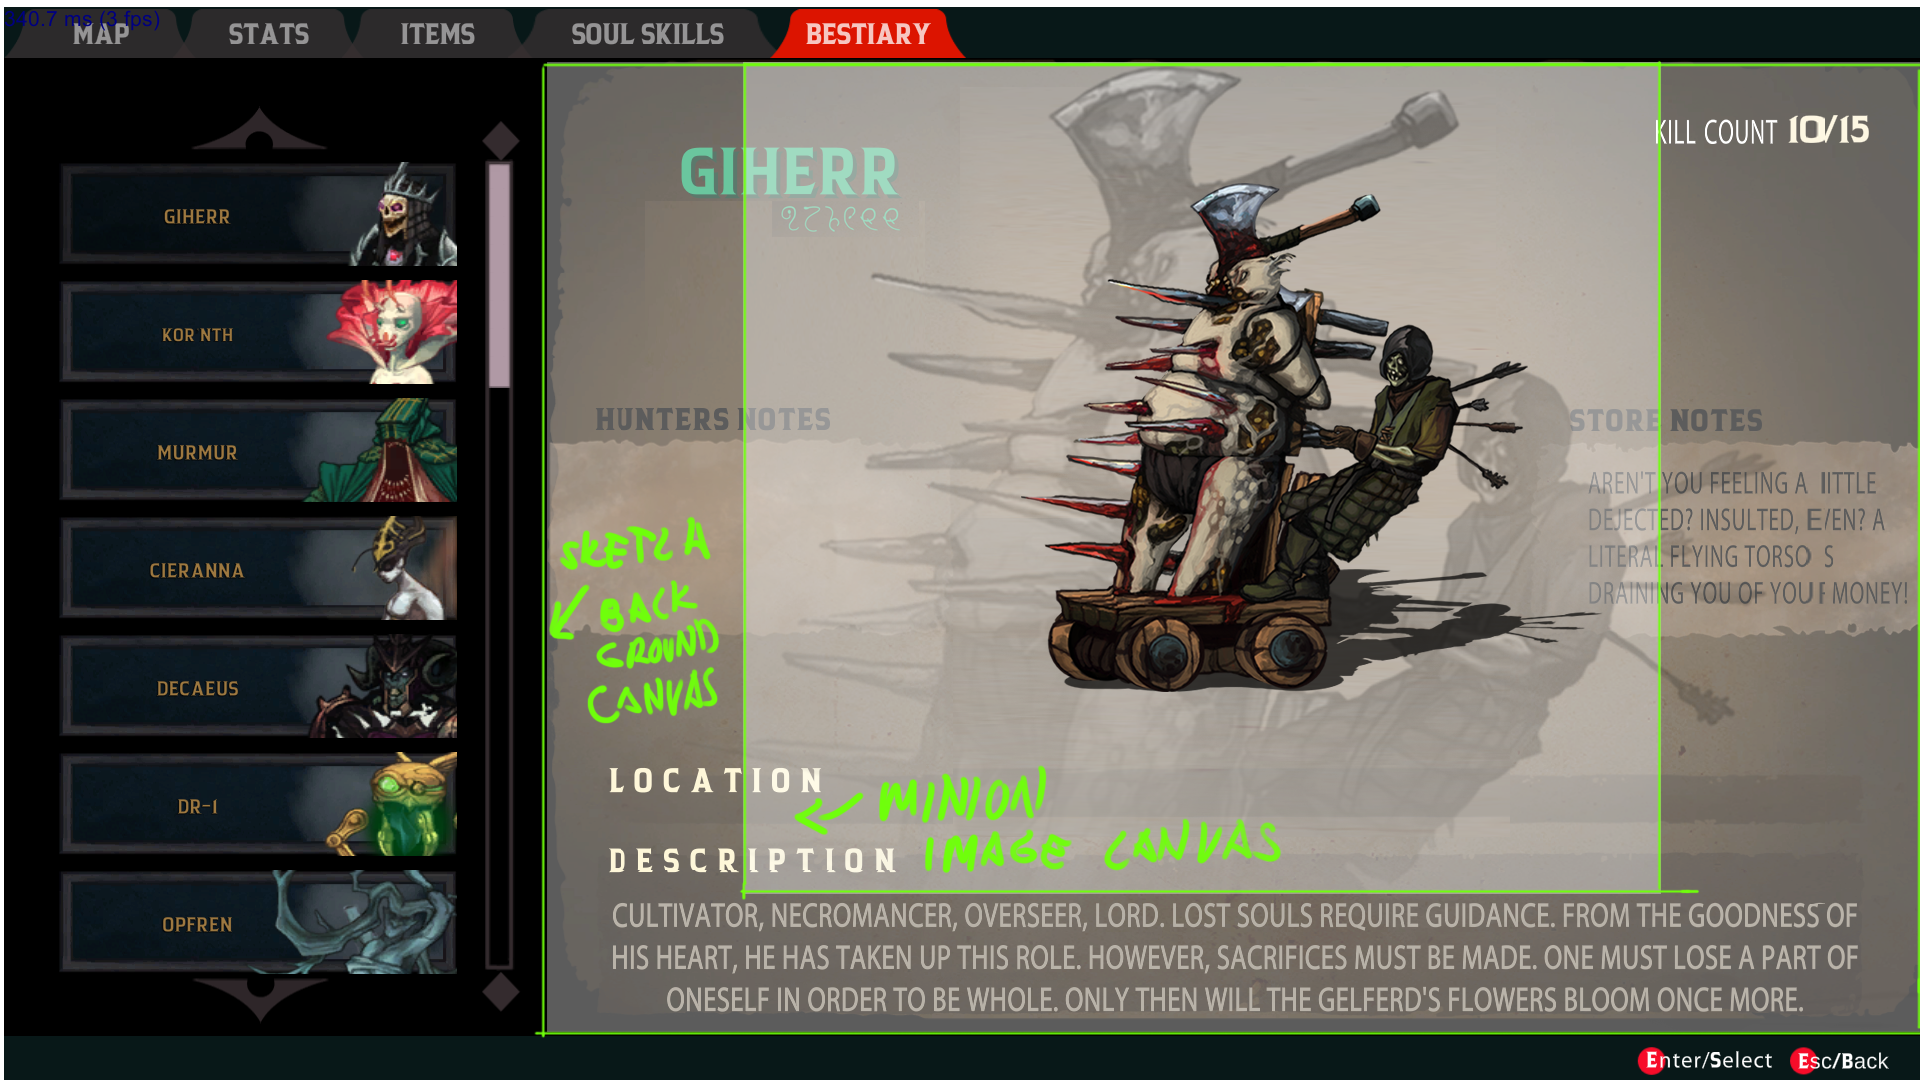 340.7 ms (3 fps)
MAP STATS ITEMS SOUL SKILLS BESTIARY
KILL COUNT 10/15
GIHERR
GIHERR
KOR NTH
MURMUR
CIERANNA
DECAEUS
DR-1
OPFREN
HUNTERS NOTES
STORE NOTES
AREN'T YOU FEELING A LITTLE
DEJECTED? INSULTED, EVEN? A
LITERAL FLYING TORSO S
DRAINING YOU OF YOUR MONEY!
SKETCH
BACK
GROUND
CANVAS
LOCATION
MINION
IMAGE CANVAS
DESCRIPTION
CULTIVATOR, NECROMANCER, OVERSEER, LORD. LOST SOULS REQUIRE GUIDANCE. FROM THE GOODNESS OF
HIS HEART, HE HAS TAKEN UP THIS ROLE. HOWEVER, SACRIFICES MUST BE MADE. ONE MUST LOSE A PART OF
ONESELF IN ORDER TO BE WHOLE. ONLY THEN WILL THE GELFERD'S FLOWERS BLOOM ONCE MORE.
Enter/Select Esc/Back